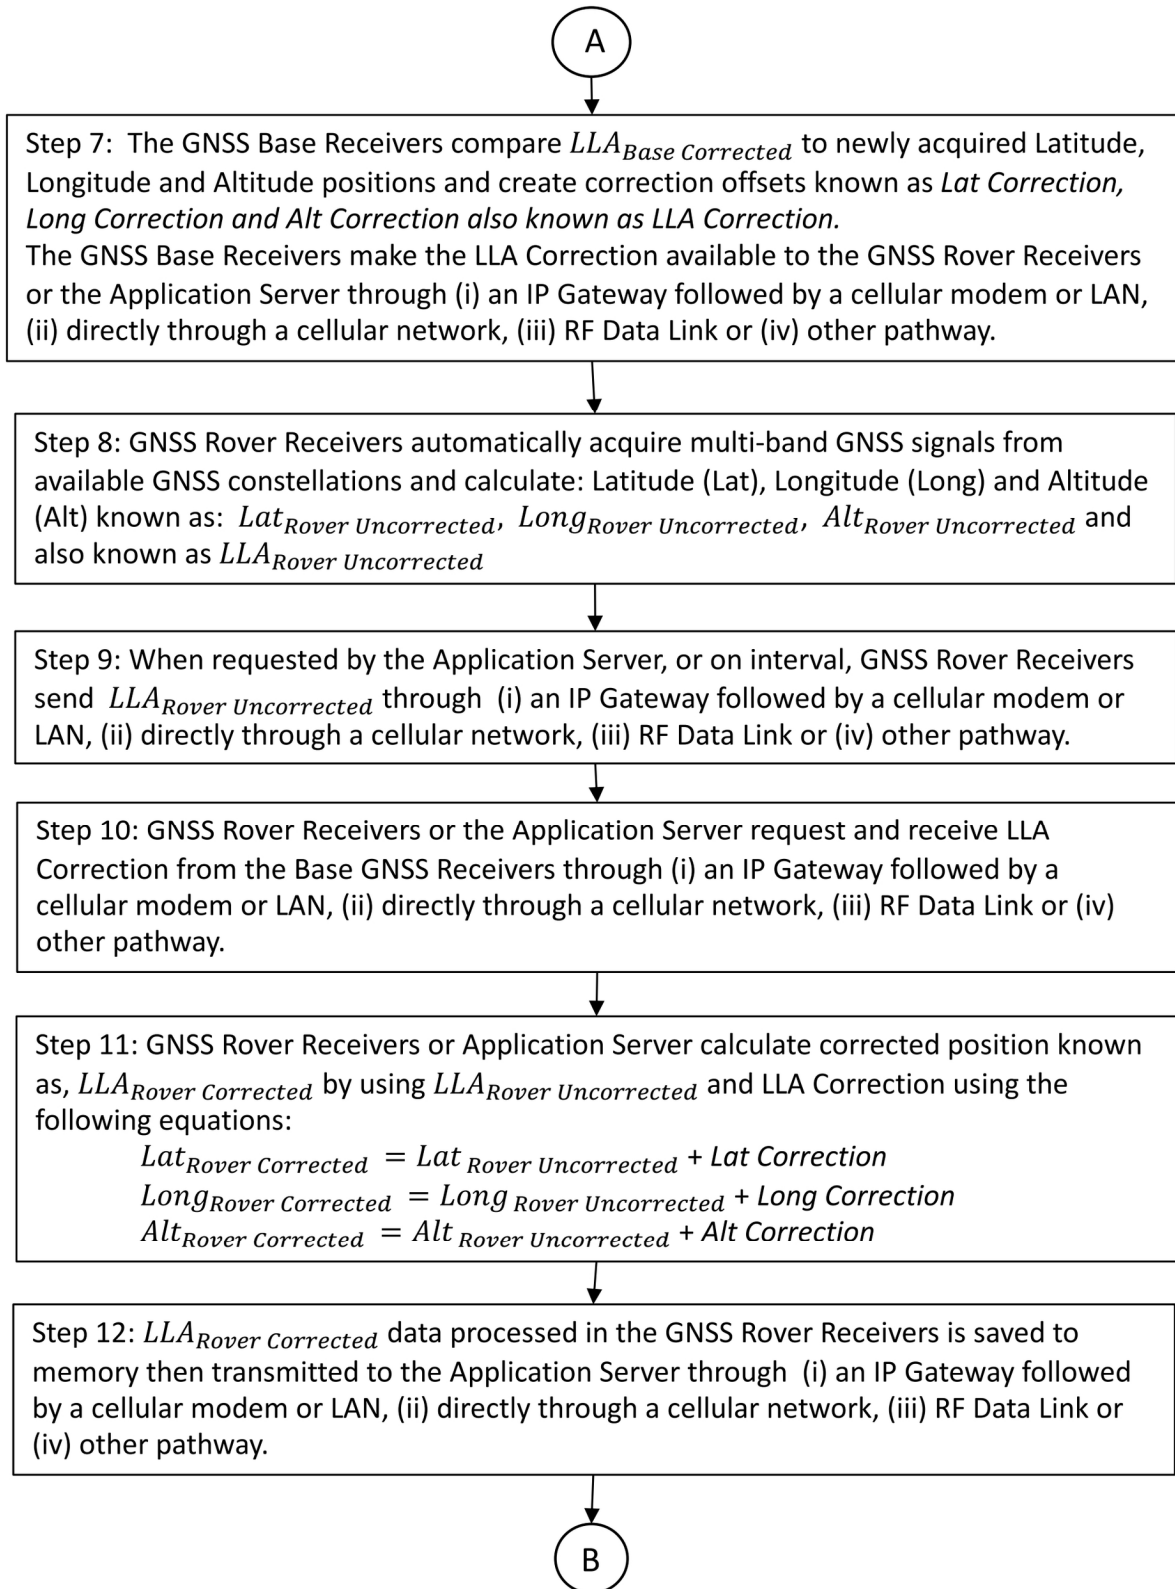 A
Step 7:  The GNSS Base Receivers compare LLA_Base Corrected to newly acquired Latitude,
Longitude and Altitude positions and create correction offsets known as Lat Correction,
Long Correction and Alt Correction also known as LLA Correction.
The GNSS Base Receivers make the LLA Correction available to the GNSS Rover Receivers
or the Application Server through (i) an IP Gateway followed by a cellular modem or LAN,
(ii) directly through a cellular network, (iii) RF Data Link or (iv) other pathway.
Step 8: GNSS Rover Receivers automatically acquire multi-band GNSS signals from
available GNSS constellations and calculate: Latitude (Lat), Longitude (Long) and Altitude
(Alt) known as:  Lat_Rover Uncorrected,  Long_Rover Uncorrected,  Alt_Rover Uncorrected and
also known as LLA_Rover Uncorrected
Step 9: When requested by the Application Server, or on interval, GNSS Rover Receivers
send  LLA_Rover Uncorrected through  (i) an IP Gateway followed by a cellular modem or
LAN, (ii) directly through a cellular network, (iii) RF Data Link or (iv) other pathway.
Step 10: GNSS Rover Receivers or the Application Server request and receive LLA
Correction from the Base GNSS Receivers through (i) an IP Gateway followed by a
cellular modem or LAN, (ii) directly through a cellular network, (iii) RF Data Link or (iv)
other pathway.
Step 11: GNSS Rover Receivers or Application Server calculate corrected position known
as, LLA_Rover Corrected by using LLA_Rover Uncorrected and LLA Correction using the
following equations:
Lat_Rover Corrected = Lat_Rover Uncorrected + Lat Correction
Long_Rover Corrected = Long_Rover Uncorrected + Long Correction
Alt_Rover Corrected = Alt_Rover Uncorrected + Alt Correction
Step 12: LLA_Rover Corrected data processed in the GNSS Rover Receivers is saved to
memory then transmitted to the Application Server through  (i) an IP Gateway followed
by a cellular modem or LAN, (ii) directly through a cellular network, (iii) RF Data Link or
(iv) other pathway.
B